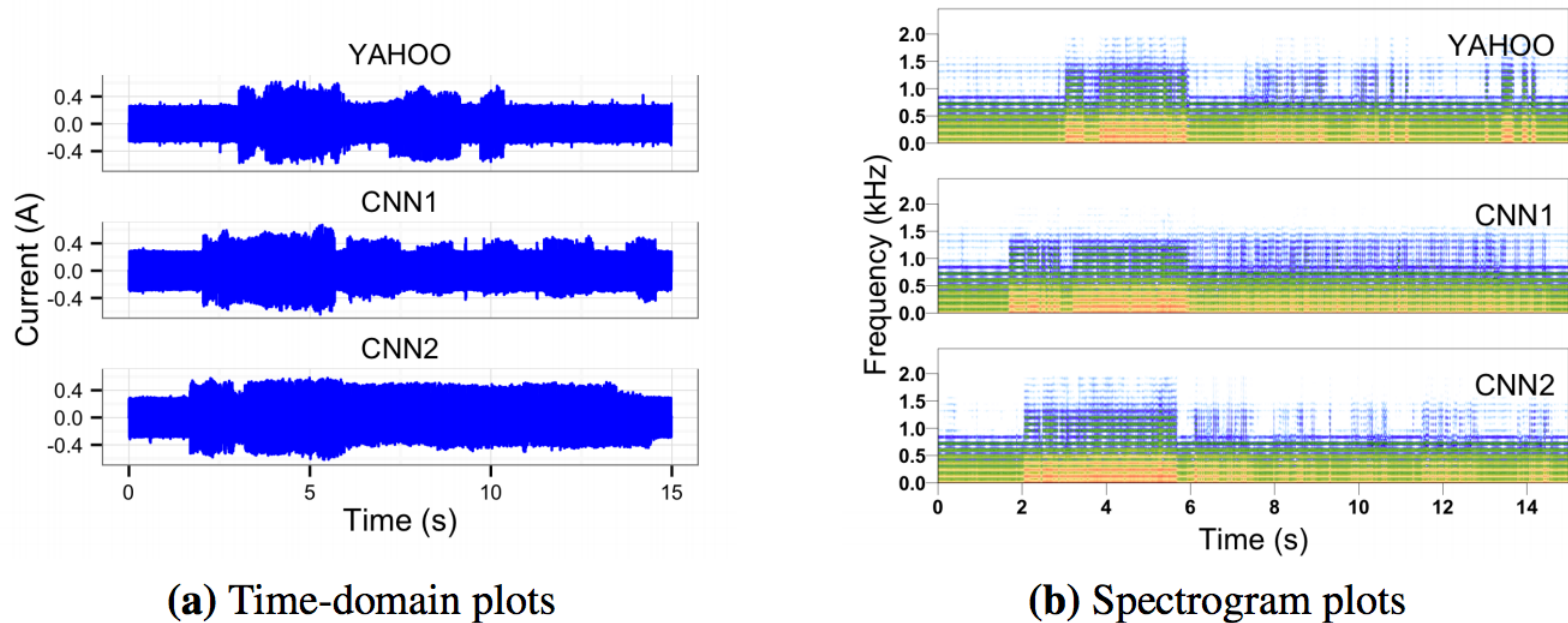 YAHOO
0.4
0.0
-0.4
CNN1
0.4
0.0
-0.4
CNN2
0.4
0.0
-0.4
Current (A)
0 5 10 15
Time (s)
(a) Time-domain plots
YAHOO
2.0
1.5
1.0
0.5
0.0
CNN1
2.0
1.5
1.0
0.5
0.0
CNN2
2.0
1.5
1.0
0.5
0.0
Frequency (kHz)
0 2 4 6 8 10 12 14
Time (s)
(b) Spectrogram plots